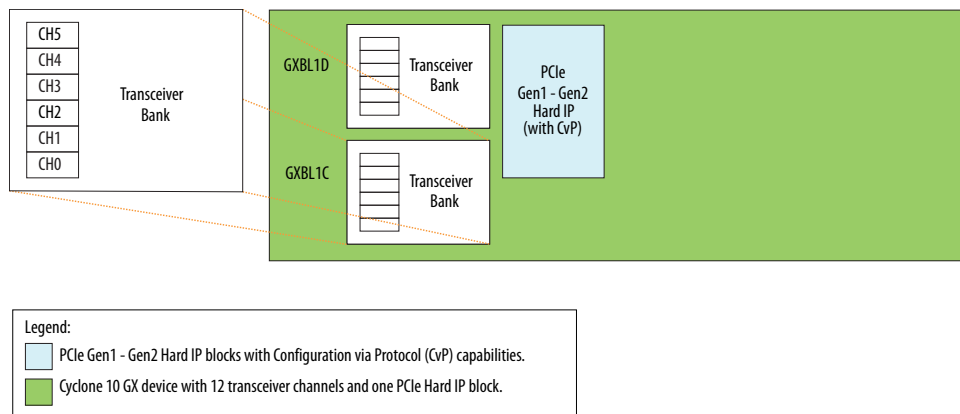 CH5
CH4
CH3
CH2
CH1
CH0
Transceiver
Bank
GXBL1D
Transceiver
Bank
PCIe
Gen1 - Gen2
Hard IP
(with CvP)
GXBL1C
Transceiver
Bank
Legend:
PCIe Gen1 - Gen2 Hard IP blocks with Configuration via Protocol (CvP) capabilities.
Cyclone 10 GX device with 12 transceiver channels and one PCIe Hard IP block.